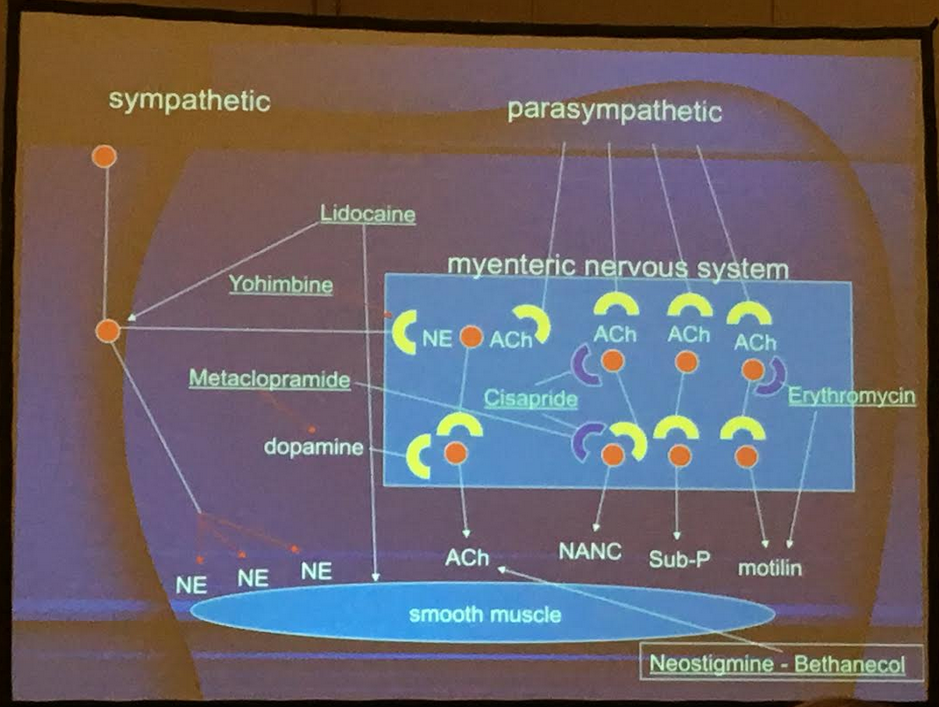 sympathetic
parasympathetic
Lidocaine
myenteric nervous system
Yohimbine
NE
ACh
ACh
ACh
ACh
Metaclopramide
Cisapride
Erythromycin
dopamine
NE
NE
NE
ACh
NANC
Sub-P
motilin
smooth muscle
Neostigmine - Bethanecol